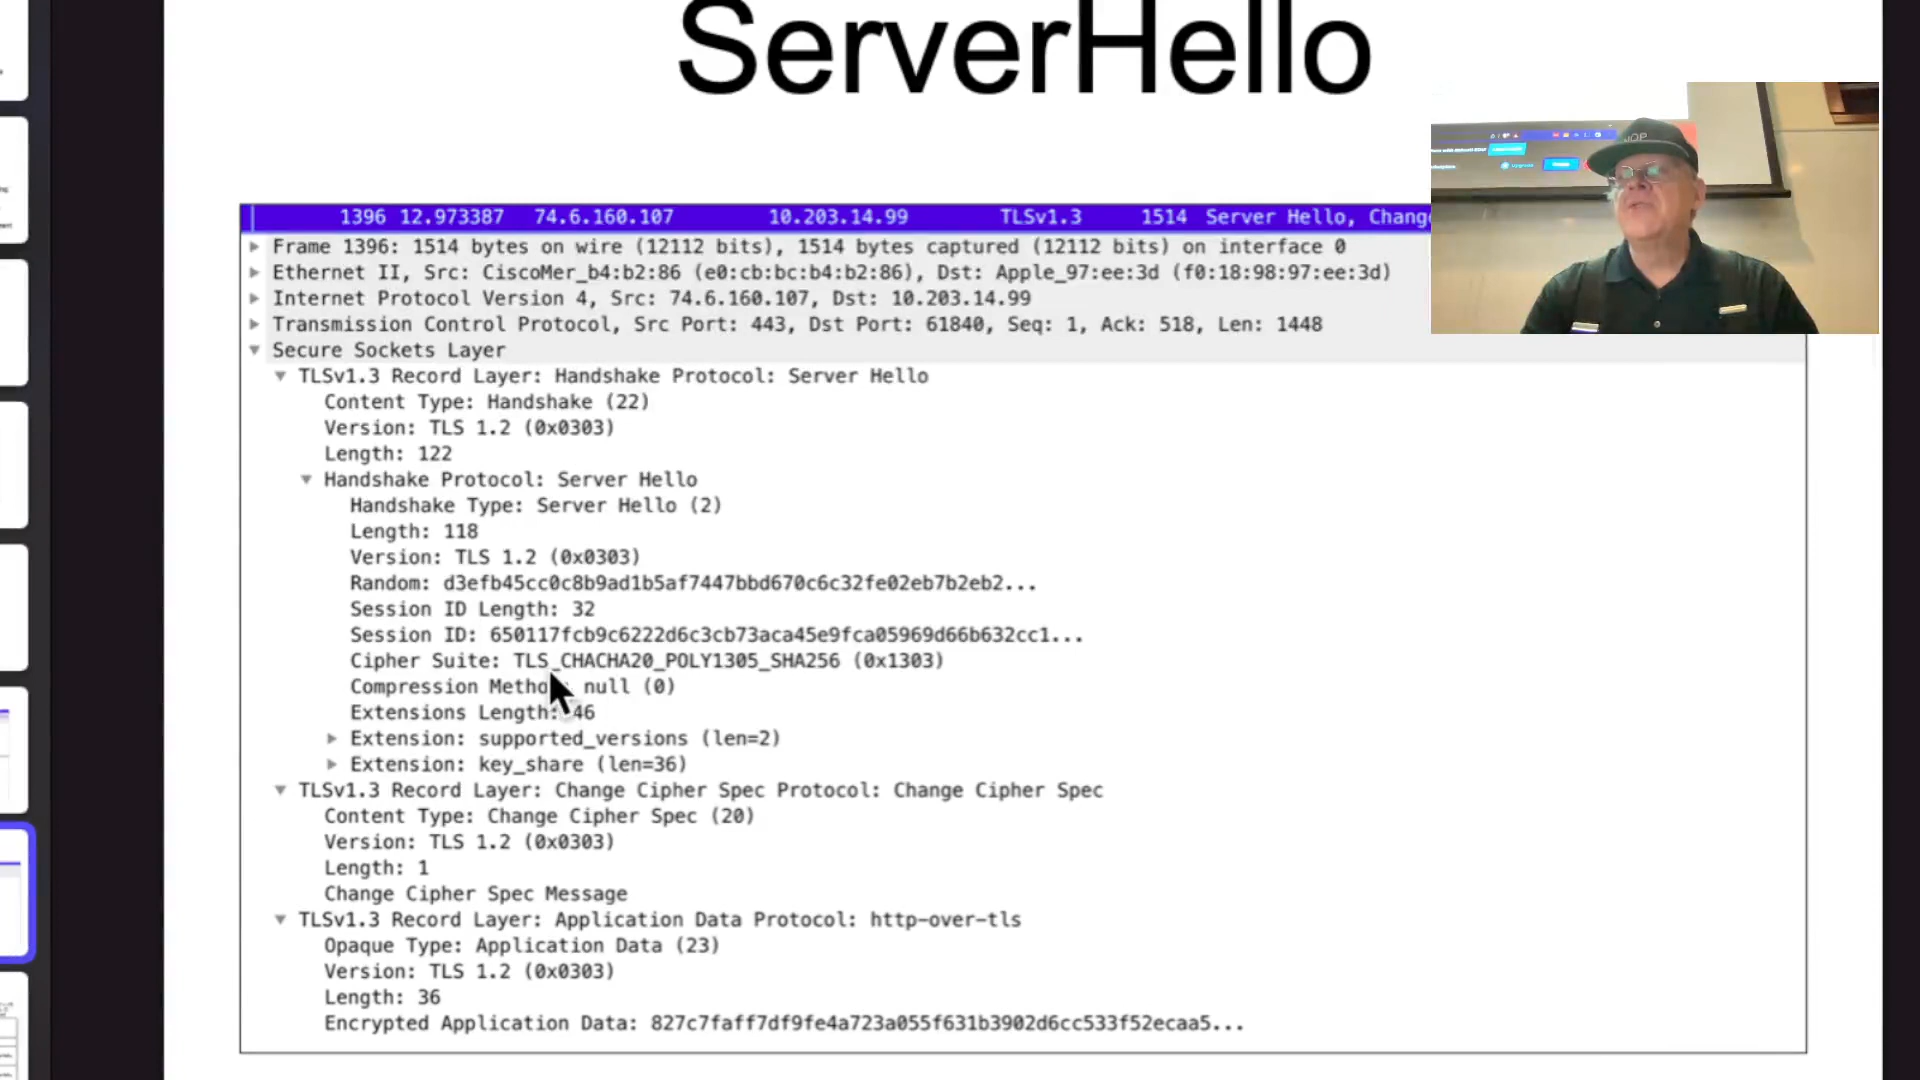 ServerHello
1396 12.973387 74.6.160.107 10.203.14.99 TLSv1.3 1514 Server Hello, Chang
Frame 1396: 1514 bytes on wire (12112 bits), 1514 bytes captured (12112 bits) on interface 0
Ethernet II, Src: CiscoMer_b4:b2:86 (e0:cb:bc:b4:b2:86), Dst: Apple_97:ee:3d (f0:18:98:97:ee:3d)
Internet Protocol Version 4, Src: 74.6.160.107, Dst: 10.203.14.99
Transmission Control Protocol, Src Port: 443, Dst Port: 61840, Seq: 1, Ack: 518, Len: 1448
Secure Sockets Layer
TLSv1.3 Record Layer: Handshake Protocol: Server Hello
Content Type: Handshake (22)
Version: TLS 1.2 (0x0303)
Length: 122
Handshake Protocol: Server Hello
Handshake Type: Server Hello (2)
Length: 118
Version: TLS 1.2 (0x0303)
Random: d3efb45cc0c8b9ad1b5af7447bbd670c6c32fe02eb7b2eb2...
Session ID Length: 32
Session ID: 650117fcb9c6222d6c3cb73aca45e9fca05969d66b632cc1...
Cipher Suite: TLS_CHACHA20_POLY1305_SHA256 (0x1303)
Compression Metho null (0)
Extensions Length: 46
Extension: supported_versions (len=2)
Extension: key_share (len=36)
TLSv1.3 Record Layer: Change Cipher Spec Protocol: Change Cipher Spec
Content Type: Change Cipher Spec (20)
Version: TLS 1.2 (0x0303)
Length: 1
Change Cipher Spec Message
TLSv1.3 Record Layer: Application Data Protocol: http-over-tls
Opaque Type: Application Data (23)
Version: TLS 1.2 (0x0303)
Length: 36
Encrypted Application Data: 827c7faff7df9fe4a723a055f631b3902d6cc533f52ecaa5...